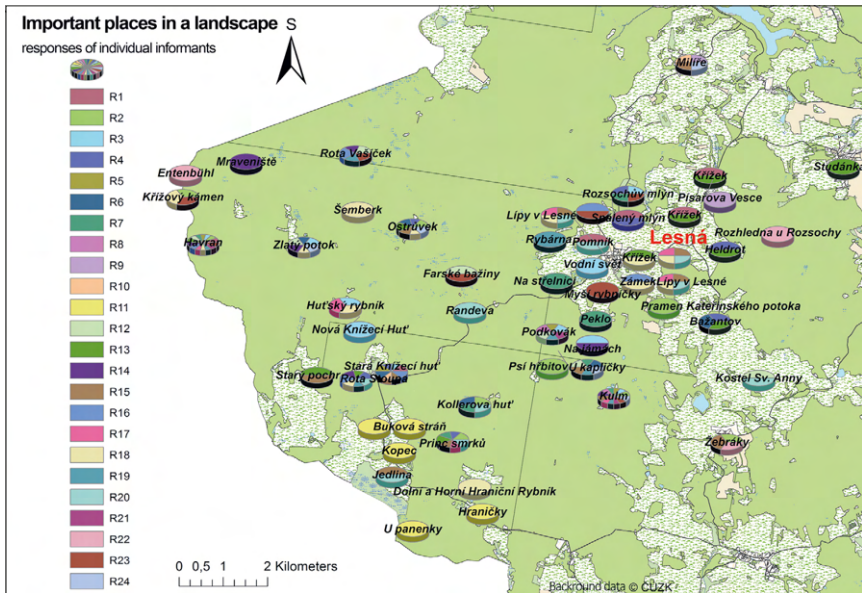 Important places in a landscape
S
responses of individual informants
R1
R2
R3
R4
R5
R6
R7
R8
R9
R10
R11
R12
R13
R14
R15
R16
R17
R18
R19
R20
R21
R22
R23
R24
Milíře
Studánka
Rota Vašíček
Mraveniště
Entenbühl
Křížový kámen
Křížek
Písařova Vesce
Rozsochův mlýn
Šemberk
Lípy v Lesné
Spálený mlýn
Křížek
Ostrůvek
Rozhledna u Rozsochy
Lesná
Havran
Zlatý potok
Rybárna
Pomník
Heldrot
Křížek
Vodní svět
Farské bažiny
Na střelnici
Zámek
Lípy v Lesné
Myší rybníčky
Huťský rybník
Randeva
Pramen Kateřinského potoka
Nová Knížecí Huť
Peklo
Bažantov
Podkovák
Na jámách
Stará Knížecí huť
Psí hřbitov
U kapličky
Starý pochr
Rota Sloupa
Kostel Sv. Anny
Kollerova huť
Kulm
Buková stráň
Princ smrků
Žebráky
Kopec
Jedlina
Dolní a Horní Hraniční Rybník
Hraničky
U panenky
0 0,5 1 2 Kilometers
Backround data © ČÚZK